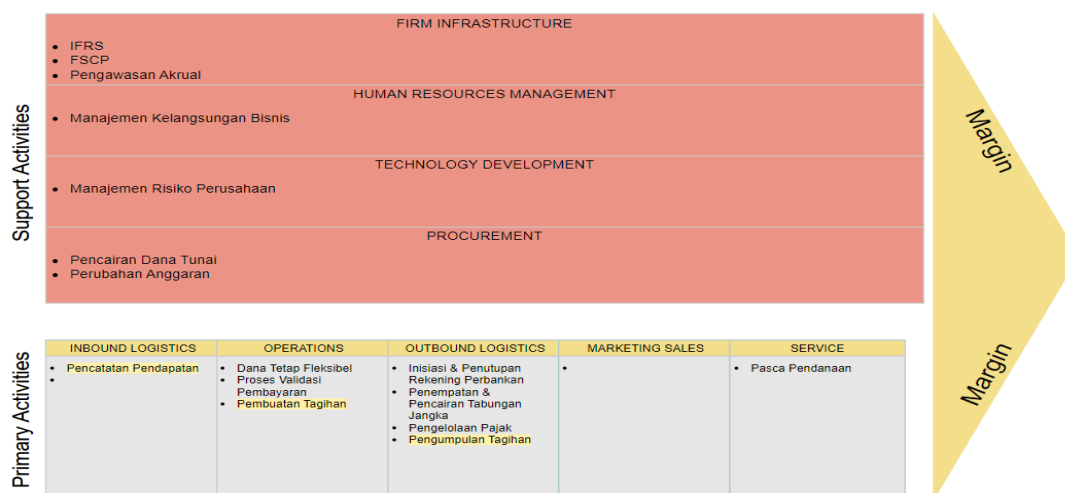 Support Activities
FIRM INFRASTRUCTURE
• IFRS
• FSCP
• Pengawasan Akrual
HUMAN RESOURCES MANAGEMENT
• Manajemen Kelangsungan Bisnis
TECHNOLOGY DEVELOPMENT
• Manajemen Risiko Perusahaan
PROCUREMENT
• Pencairan Dana Tunai
• Perubahan Anggaran
Margin
Primary Activities
INBOUND LOGISTICS
• Pencatatan Pendapatan
•
OPERATIONS
• Dana Tetap Fleksibel
• Proses Validasi
Pembayaran
• Pembuatan Tagihan
OUTBOUND LOGISTICS
• Inisiasi & Penutupan
Rekening Perbankan
• Penempatan &
Pencairan Tabungan
Jangka
• Pengelolaan Pajak
• Pengumpulan Tagihan
MARKETING SALES
•
SERVICE
• Pasca Pendanaan
Margin